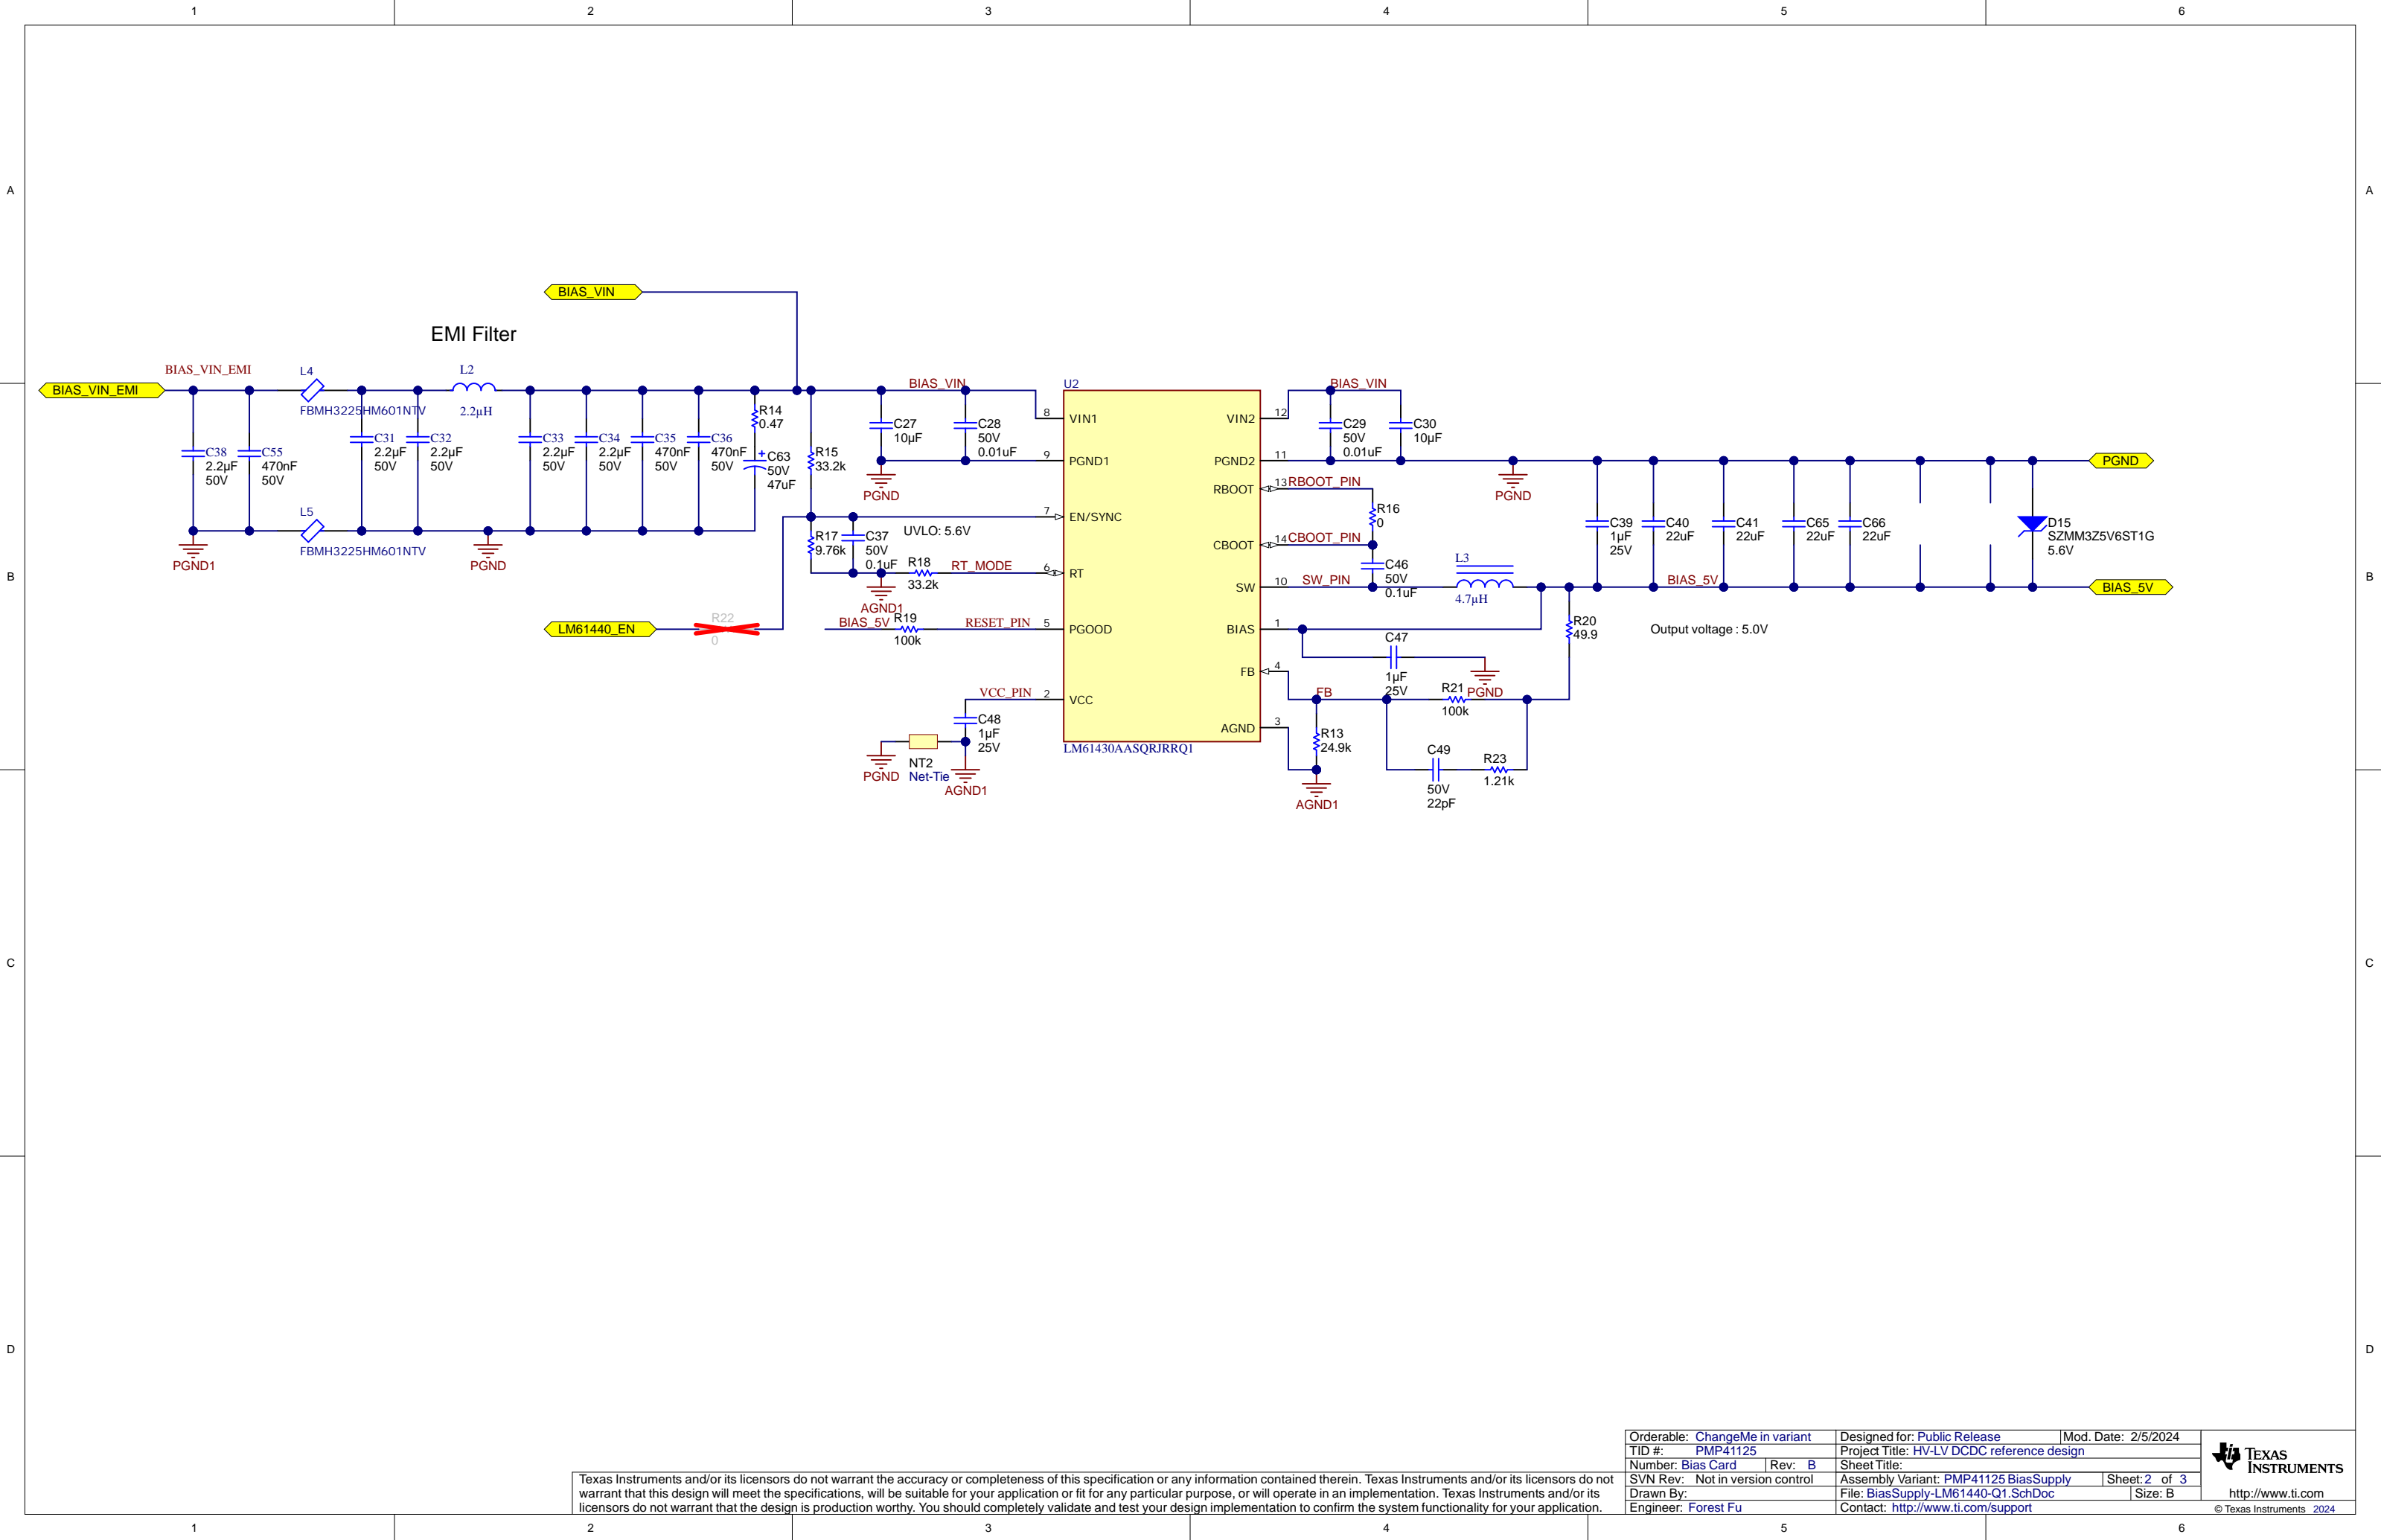 1 2 3 4 5 6
A A
BIAS_VIN
EMI Filter
BIAS_VIN_EMI
BIAS_VIN_EMI
L4
FBMH3225HM601NTV
L2
2.2µH
C38
2.2µF
50V
C55
470nF
50V
C31
2.2µF
50V
C32
2.2µF
50V
C33
2.2µF
50V
C34
2.2µF
50V
C35
470nF
50V
C36
470nF
50V
R14
0.47
+
C63
50V
47uF
L5
FBMH3225HM601NTV
PGND1
PGND
R15
33.2k
R17
9.76k
C37
50V
0.1uF
UVLO: 5.6V
BIAS_VIN
C27
10µF
C28
50V
0.01uF
PGND
R18
33.2k
RT_MODE
AGND1
LM61440_EN
R22
0
BIAS_5V
R19
100k
RESET_PIN
VCC_PIN
C48
1µF
25V
PGND
NT2
Net-Tie
AGND1
U2
8 VIN1
9 PGND1
7 EN/SYNC
6 RT
5 PGOOD
2 VCC
VIN2 12
PGND2 11
RBOOT 13
CBOOT 14
SW 10
BIAS 1
FB 4
AGND 3
LM61430AASQRJRRQ1
BIAS_VIN
C29
50V
0.01uF
C30
10µF
RBOOT_PIN
R16
0
CBOOT_PIN
C46
50V
0.1uF
SW_PIN
L3
4.7µH
PGND
C47
1µF
25V
PGND
FB
R21
100k
R13
24.9k
C49
50V
22pF
R23
1.21k
AGND1
R20
49.9
C39
1µF
25V
C40
22uF
C41
22uF
C65
22uF
C66
22uF
D15
SZMM3Z5V6ST1G
5.6V
PGND
BIAS_5V
BIAS_5V
Output voltage : 5.0V
B B
C C
D D
Texas Instruments and/or its licensors do not warrant the accuracy or completeness of this specification or any information contained therein. Texas Instruments and/or its licensors do not
warrant that this design will meet the specifications, will be suitable for your application or fit for any particular purpose, or will operate in an implementation. Texas Instruments and/or its
licensors do not warrant that the design is production worthy. You should completely validate and test your design implementation to confirm the system functionality for your application.
Orderable: ChangeMe in variant Designed for: Public Release Mod. Date: 2/5/2024
TID #: PMP41125 Project Title: HV-LV DCDC reference design
Number: Bias Card Rev: B Sheet Title:
SVN Rev: Not in version control Assembly Variant: PMP41125 BiasSupply Sheet: 2 of 3
Drawn By: File: BiasSupply-LM61440-Q1.SchDoc Size: B
Engineer: Forest Fu Contact: http://www.ti.com/support
TEXAS
INSTRUMENTS
http://www.ti.com
© Texas Instruments 2024
1 2 3 4 5 6